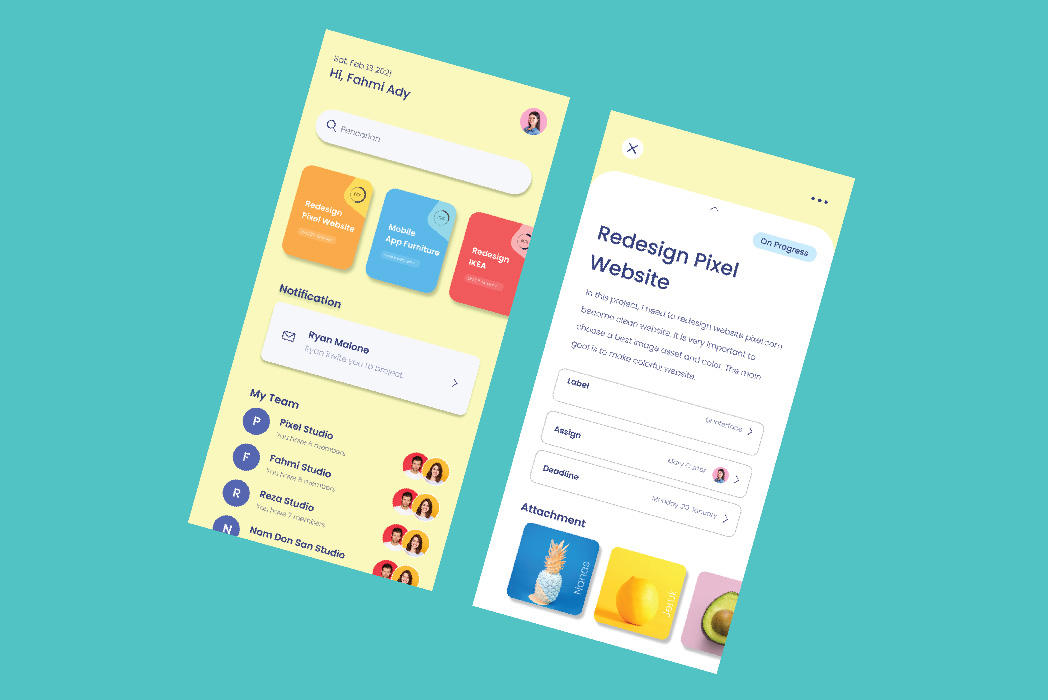 Sat, Feb 13 2021
Hi, Fahmi Ady
Pencarian
Redesign
Pixel Website
Mobile
App Furniture
Redesign
IKEA
Notification
Ryan Malone
Ryan invite you to project.
My Team
P
Pixel Studio
You have 5 members
F
Fahmi Studio
You have 8 members
R
Reza Studio
You have 7 members
N
Nam Don San Studio
On Progress
Redesign Pixel
Website
In this project, I need to redesign website pixel.com
become clean website. It is very important to
choose a best image asset and color. The main
goal is to make colorful website.
Label
UI Interface
Assign
Deadline
Monday, 20 January
Attachment
Nanas
Jeruk